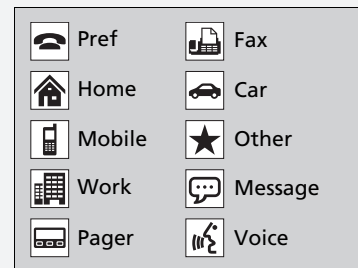 Pref
Fax
Home
Car
Mobile
Other
Work
Message
Pager
Voice